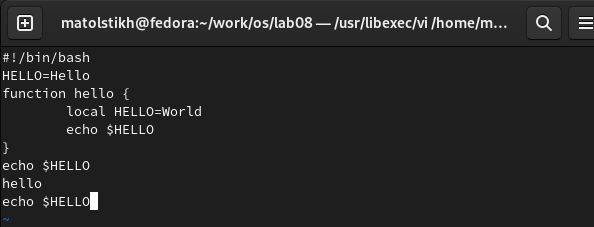 matolstikh@fedora:~/work/os/lab08 — /usr/libexec/vi /home/m...
#!/bin/bash
HELLO=Hello
function hello {
        local HELLO=World
        echo $HELLO
}
echo $HELLO
hello
echo $HELLO
~